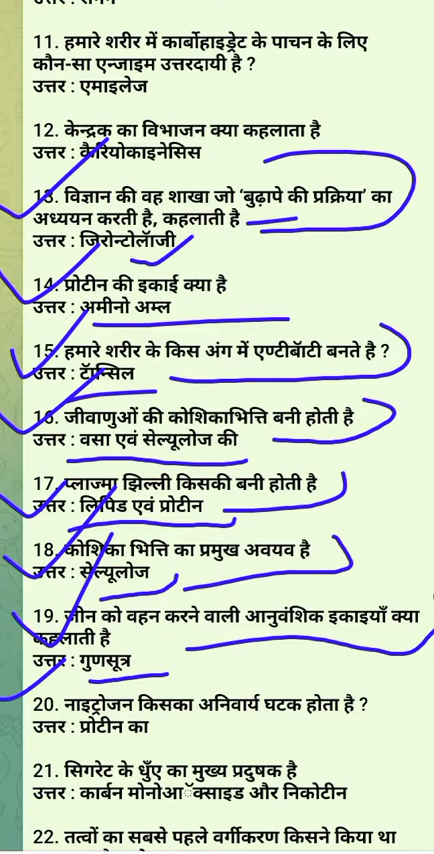 11. हमारे शरीर में कार्बोहाइड्रेट के पाचन के लिए
कौन-सा एन्जाइम उत्तरदायी है ?
उत्तर : एमाइलेज
12. केन्द्रक का विभाजन क्या कहलाता है
उत्तर : कैरियोकाइनेसिस
13. विज्ञान की वह शाखा जो ‘बुढ़ापे की प्रक्रिया’ का
अध्ययन करती है, कहलाती है
उत्तर : जिरोन्टोलॅाजी
14. प्रोटीन की इकाई क्या है
उत्तर : अमीनो अम्ल
15. हमारे शरीर के किस अंग में एण्टीबॅाटी बनते है ?
उत्तर : टॅान्सिल
16. जीवाणुओं की कोशिकाभित्ति बनी होती है
उत्तर : वसा एवं सेल्यूलोज की
17. प्लाज्मा झिल्ली किसकी बनी होती है
उत्तर : लिपिड एवं प्रोटीन
18. कोशिका भित्ति का प्रमुख अवयव है
उत्तर : सेल्यूलोज
19. जीन को वहन करने वाली आनुवंशिक इकाइयाँ क्या
कहलाती है
उत्तर : गुणसूत्र
20. नाइट्रोजन किसका अनिवार्य घटक होता है ?
उत्तर : प्रोटीन का
21. सिगरेट के धुँए का मुख्य प्रदुषक है
उत्तर : कार्बन मोनोआॅक्साइड और निकोटीन
22. तत्वों का सबसे पहले वर्गीकरण किसने किया था